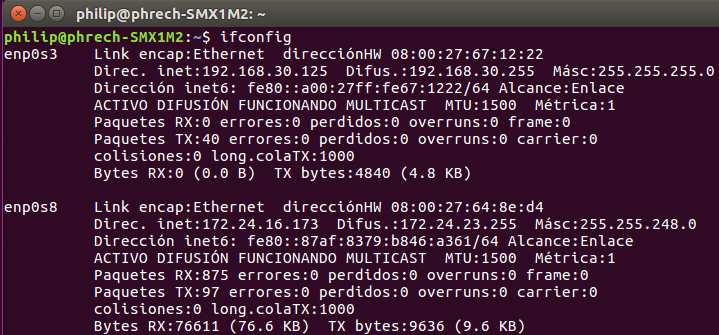 philip@phrech-SMX1M2: ~
philip@phrech-SMX1M2:~$ ifconfig
enp0s3    Link encap:Ethernet  direcciónHW 08:00:27:67:12:22
          Direc. inet:192.168.30.125  Difus.:192.168.30.255  Másc:255.255.255.0
          Dirección inet6: fe80::a00:27ff:fe67:1222/64 Alcance:Enlace
          ACTIVO DIFUSIÓN FUNCIONANDO MULTICAST  MTU:1500  Métrica:1
          Paquetes RX:0 errores:0 perdidos:0 overruns:0 frame:0
          Paquetes TX:40 errores:0 perdidos:0 overruns:0 carrier:0
          colisiones:0 long.colaTX:1000
          Bytes RX:0 (0.0 B)  TX bytes:4840 (4.8 KB)
enp0s8    Link encap:Ethernet  direcciónHW 08:00:27:64:8e:d4
          Direc. inet:172.24.16.173  Difus.:172.24.23.255  Másc:255.255.248.0
          Dirección inet6: fe80::87af:8379:b846:a361/64 Alcance:Enlace
          ACTIVO DIFUSIÓN FUNCIONANDO MULTICAST  MTU:1500  Métrica:1
          Paquetes RX:875 errores:0 perdidos:0 overruns:0 frame:0
          Paquetes TX:97 errores:0 perdidos:0 overruns:0 carrier:0
          colisiones:0 long.colaTX:1000
          Bytes RX:76611 (76.6 KB)  TX bytes:9636 (9.6 KB)